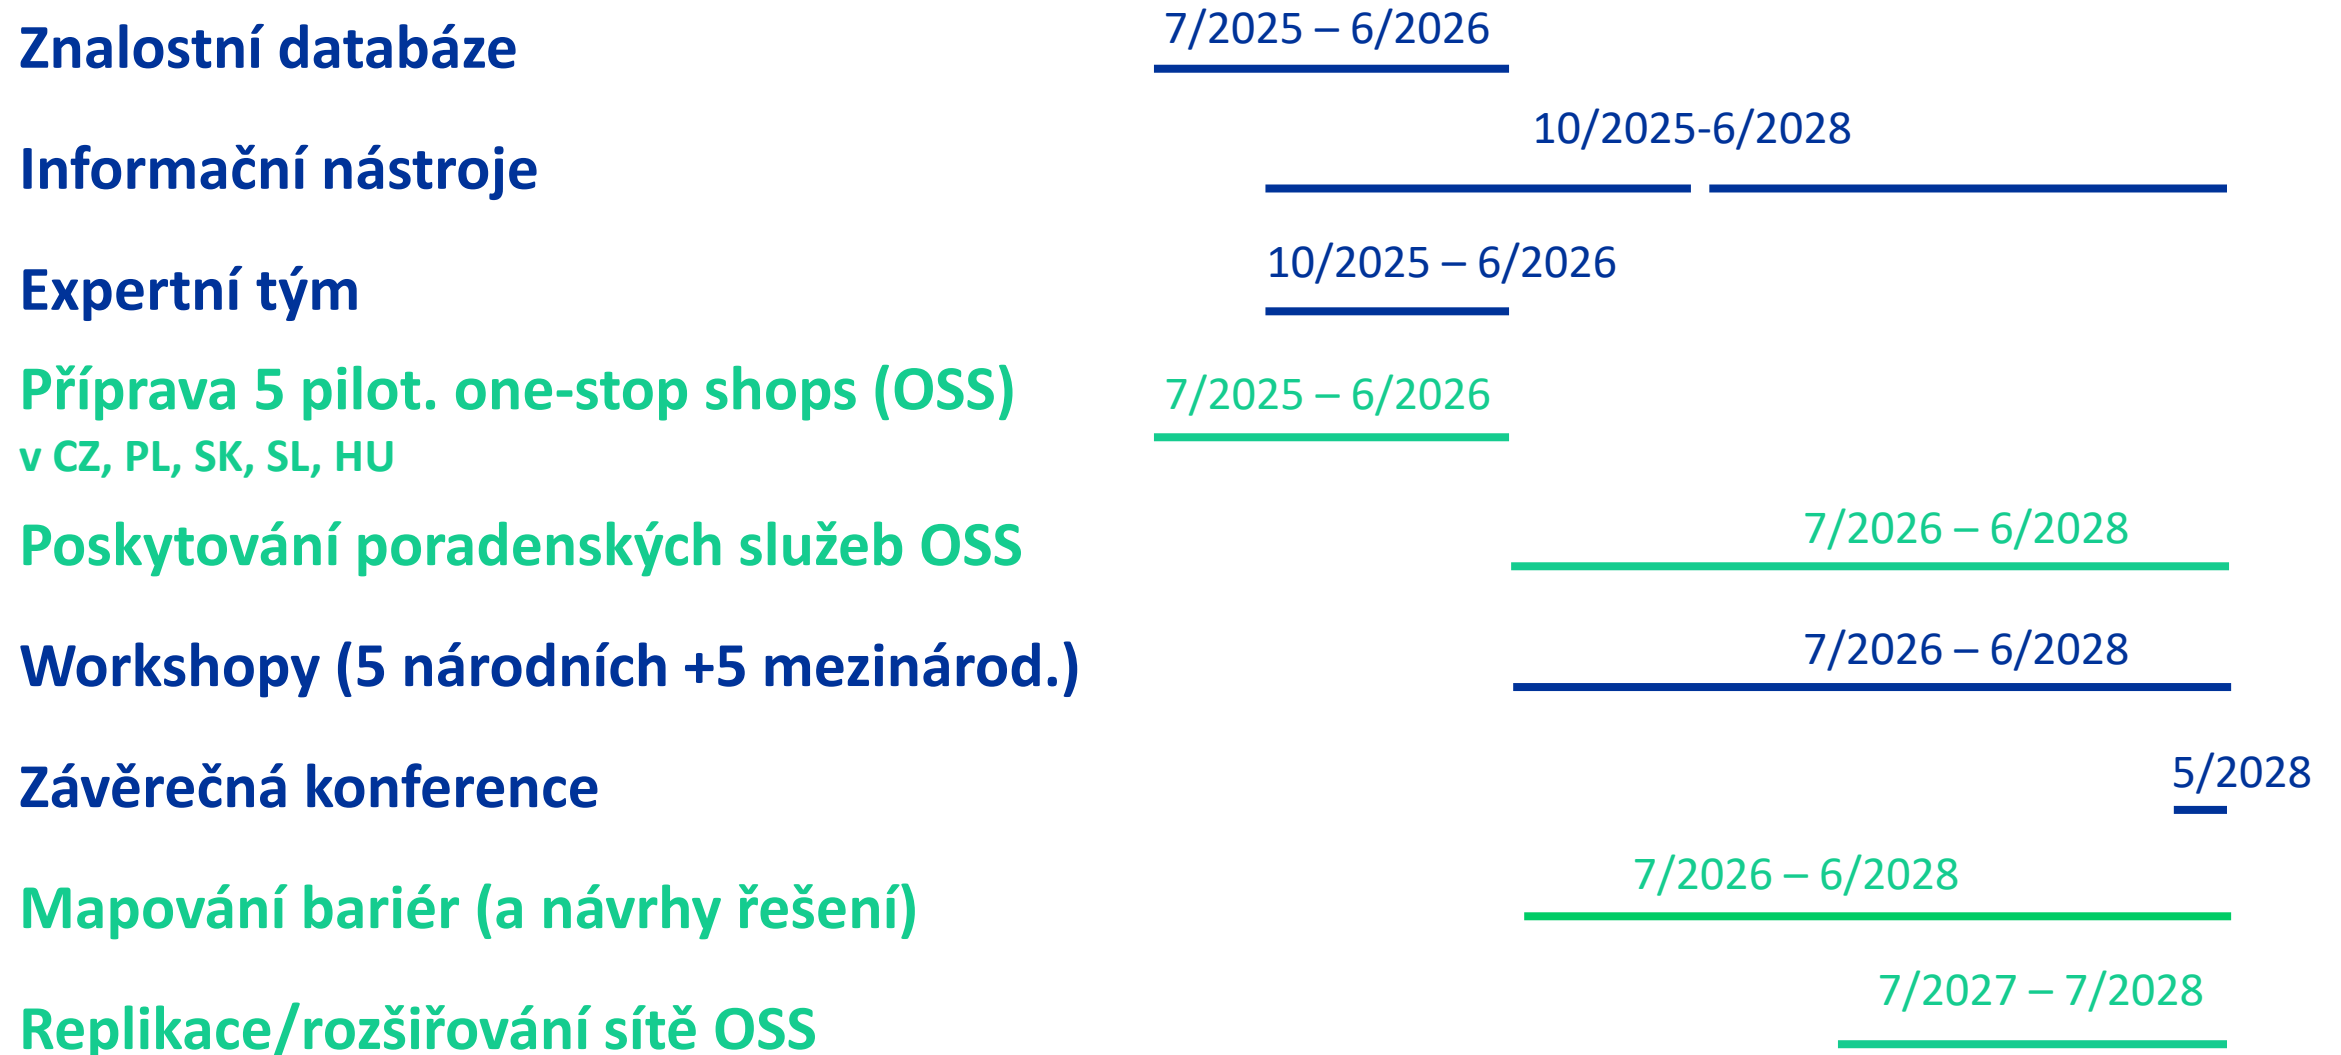 Znalostní databáze
7/2025 – 6/2026
Informační nástroje
10/2025-6/2028
Expertní tým
10/2025 – 6/2026
Příprava 5 pilot. one-stop shops (OSS)
v CZ, PL, SK, SL, HU
7/2025 – 6/2026
Poskytování poradenských služeb OSS
7/2026 – 6/2028
Workshopy (5 národních +5 mezinárod.)
7/2026 – 6/2028
Závěrečná konference
5/2028
Mapování bariér (a návrhy řešení)
7/2026 – 6/2028
Replikace/rozšiřování sítě OSS
7/2027 – 7/2028